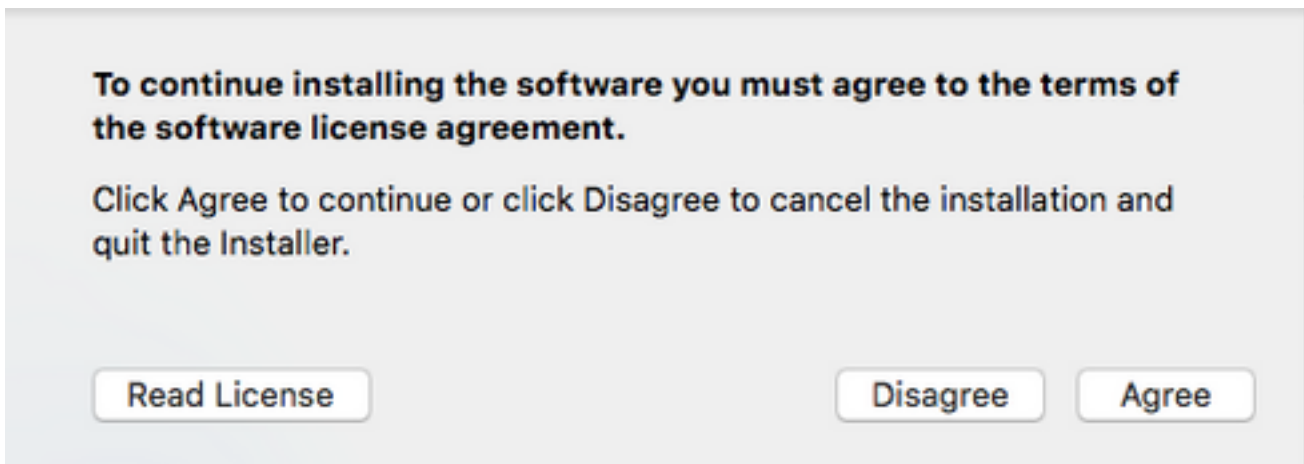 To continue installing the software you must agree to the terms of
the software license agreement.
Click Agree to continue or click Disagree to cancel the installation and
quit the Installer.
Read License
Disagree
Agree